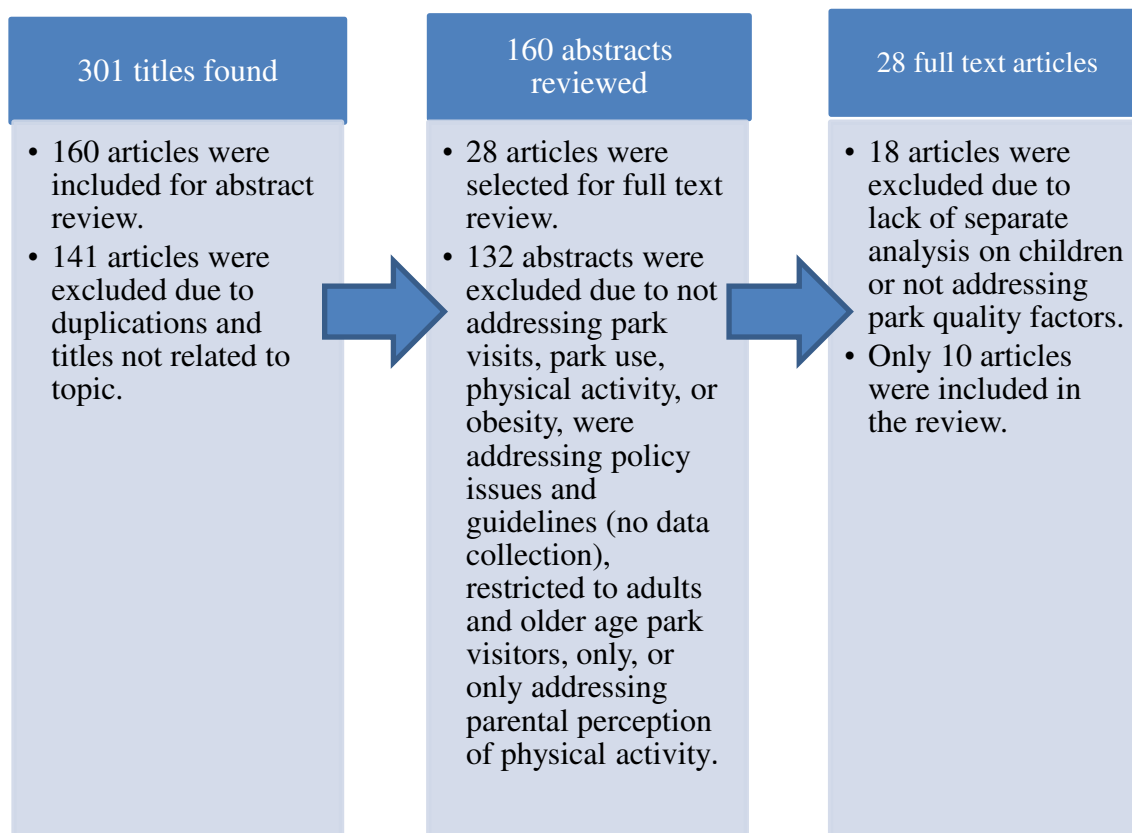 301 titles found
• 160 articles were
included for abstract
review.
• 141 articles were
excluded due to
duplications and
titles not related to
topic.
160 abstracts
reviewed
• 28 articles were
selected for full text
review.
• 132 abstracts were
excluded due to not
addressing park
visits, park use,
physical activity, or
obesity, were
addressing policy
issues and
guidelines (no data
collection),
restricted to adults
and older age park
visitors, only, or
only addressing
parental perception
of physical activity.
28 full text articles
• 18 articles were
excluded due to
lack of separate
analysis on children
or not addressing
park quality factors.
• Only 10 articles
were included in
the review.